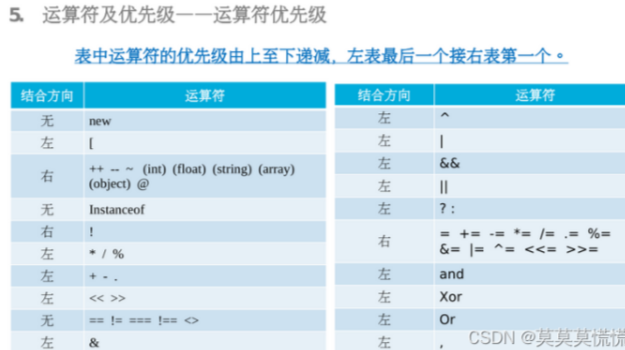 5. 运算符及优先级——运算符优先级
表中运算符的优先级由上至下递减，左表最后一个接右表第一个。
结合方向 运算符
无 new
左 [
右 ++ -- ~ (int) (float) (string) (array)
(object) @
无 Instanceof
右 !
左 * / %
左 + - .
左 << >>
无 == != === !== <>
左 &
结合方向 运算符
左 ^
左 |
左 &&
左 ||
左 ? :
右 = += -= *= /= .= %=
&= |= ^= <<= >>=
左 and
左 Xor
左 Or
左 ,
CSDN @莫莫莫慌慌